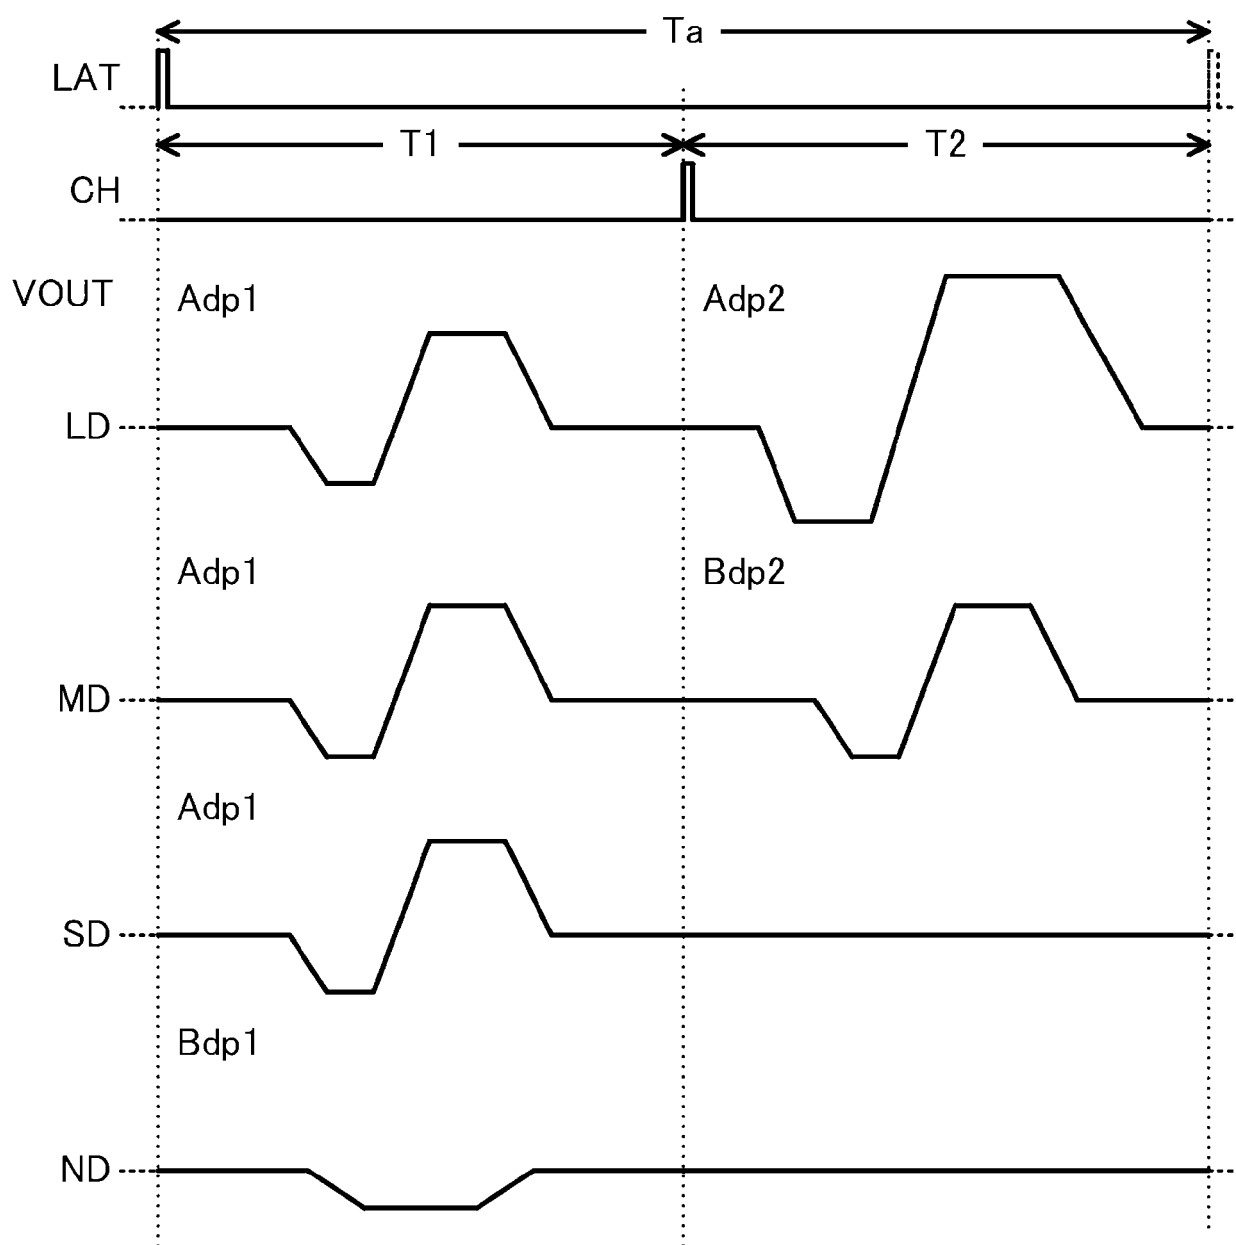 Ta
LAT
T1 T2
CH
VOUT Adp1 Adp2
LD
Adp1 Bdp2
MD
Adp1
SD
Bdp1
ND